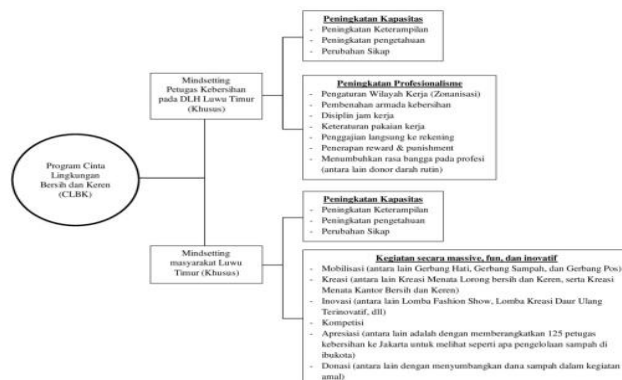 Peningkatan Kapasitas
- Peningkatan Keterampilan
- Peningkatan pengetahuan
- Perubahan Sikap
Mindsetting
Petugas Kebersihan
pada DLH Luwu Timur
(Khusus)
Peningkatan Profesionalisme
- Pengaturan Wilayah Kerja (Zonanisasi)
- Pembenahan armada kebersihan
- Disiplin jam kerja
- Keteraturan pakaian kerja
- Penggajian langsung ke rekening
- Penerapan reward & punishment
- Menumbuhkan rasa bangga pada profesi
(antara lain donor darah rutin)
Program Cinta
Lingkungan
Bersih dan Keren
(CLBK)
Peningkatan Kapasitas
- Peningkatan Keterampilan
- Peningkatan pengetahuan
- Perubahan Sikap
Mindsetting
masyarakat Luwu
Timur (Khusus)
Kegiatan secara massive, fun, dan inovatif
- Mobilisasi (antara lain Gerbang Hati, Gerbang Sampah, dan Gerbang Pos)
- Kreasi (antara lain Kreasi Menata Lorong bersih dan Keren, serta Kreasi
Menata Kantor Bersih dan Keren)
- Inovasi (antara lain Lomba Fashion Show, Lomba Kreasi Daur Ulang
Terinovatif, dll)
- Kompetisi
- Apresiasi (antara lain adalah dengan memberangkatkan 125 petugas
kebersihan ke Jakarta untuk melihat seperti apa pengelolaan sampah di
ibukota)
- Donasi (antara lain dengan menyumbangkan dana sampah dalam kegiatan
amal)